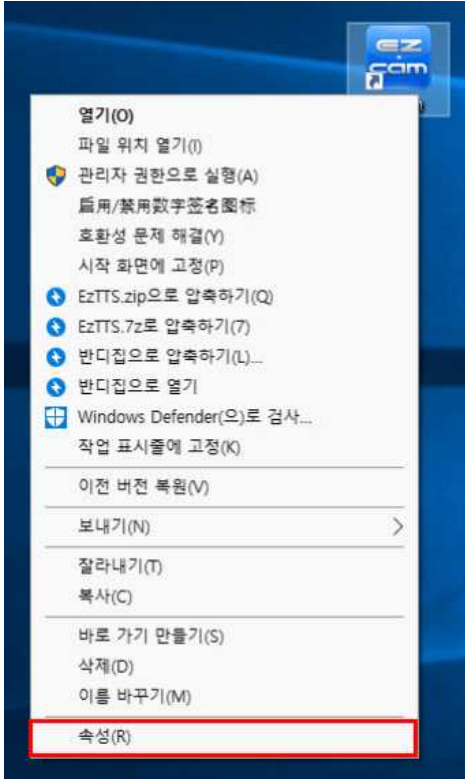 EZ
cam
열기(O)
파일 위치 열기(I)
관리자 권한으로 실행(A)
启用/禁用数字签名图标
호환성 문제 해결(Y)
시작 화면에 고정(P)
EzTTS.zip으로 압축하기(Q)
EzTTS.7z로 압축하기(7)
반디집으로 압축하기(L)...
반디집으로 열기
Windows Defender(으)로 검사...
작업 표시줄에 고정(K)
이전 버전 복원(V)
보내기(N)
잘라내기(T)
복사(C)
바로 가기 만들기(S)
삭제(D)
이름 바꾸기(M)
속성(R)